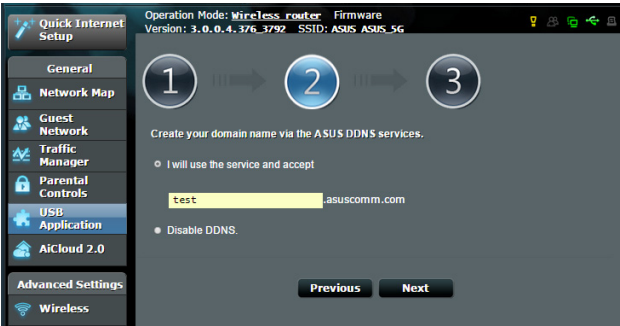 Quick Internet
Setup
Operation Mode: Wireless router Firmware
Version: 3.0.0.4.376_3792 SSID: ASUS ASUS_5G
General
Network Map
Guest
Network
Traffic
Manager
Parental
Controls
USB
Application
AiCloud 2.0
Advanced Settings
Wireless
1
2
3
Create your domain name via the ASUS DDNS services.
I will use the service and accept
test .asuscomm.com
Disable DDNS.
Previous Next